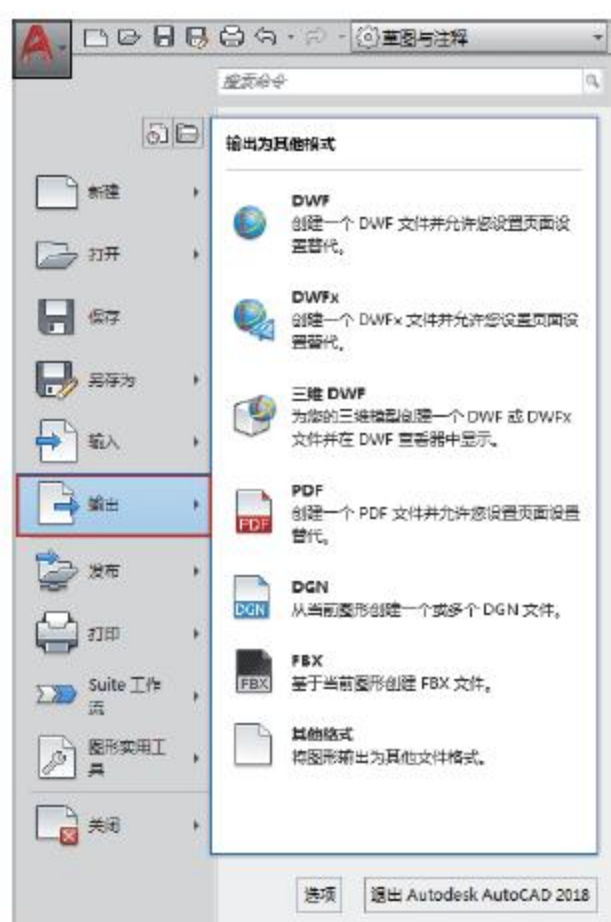 草图与注释
搜索命令
输出为其他格式
新建
打开
保存
另存为
输入
输出
发布
打印
Suite 工作
流
图形实用工
具
关闭
DWF
创建一个 DWF 文件并允许您设置页面设
置替代。
DWFx
创建一个 DWFx 文件并允许您设置页面设
置替代。
三维 DWF
为您的三维模型创建一个 DWF 或 DWFx
文件并在 DWF 查看器中显示。
PDF
PDF
创建一个 PDF 文件并允许您设置页面设置
替代。
DGN
DGN
从当前图形创建一个或多个 DGN 文件。
FBX
FBX
基于当前图形创建 FBX 文件。
其他格式
将图形输出为其他文件格式。
选项
退出 Autodesk AutoCAD 2018